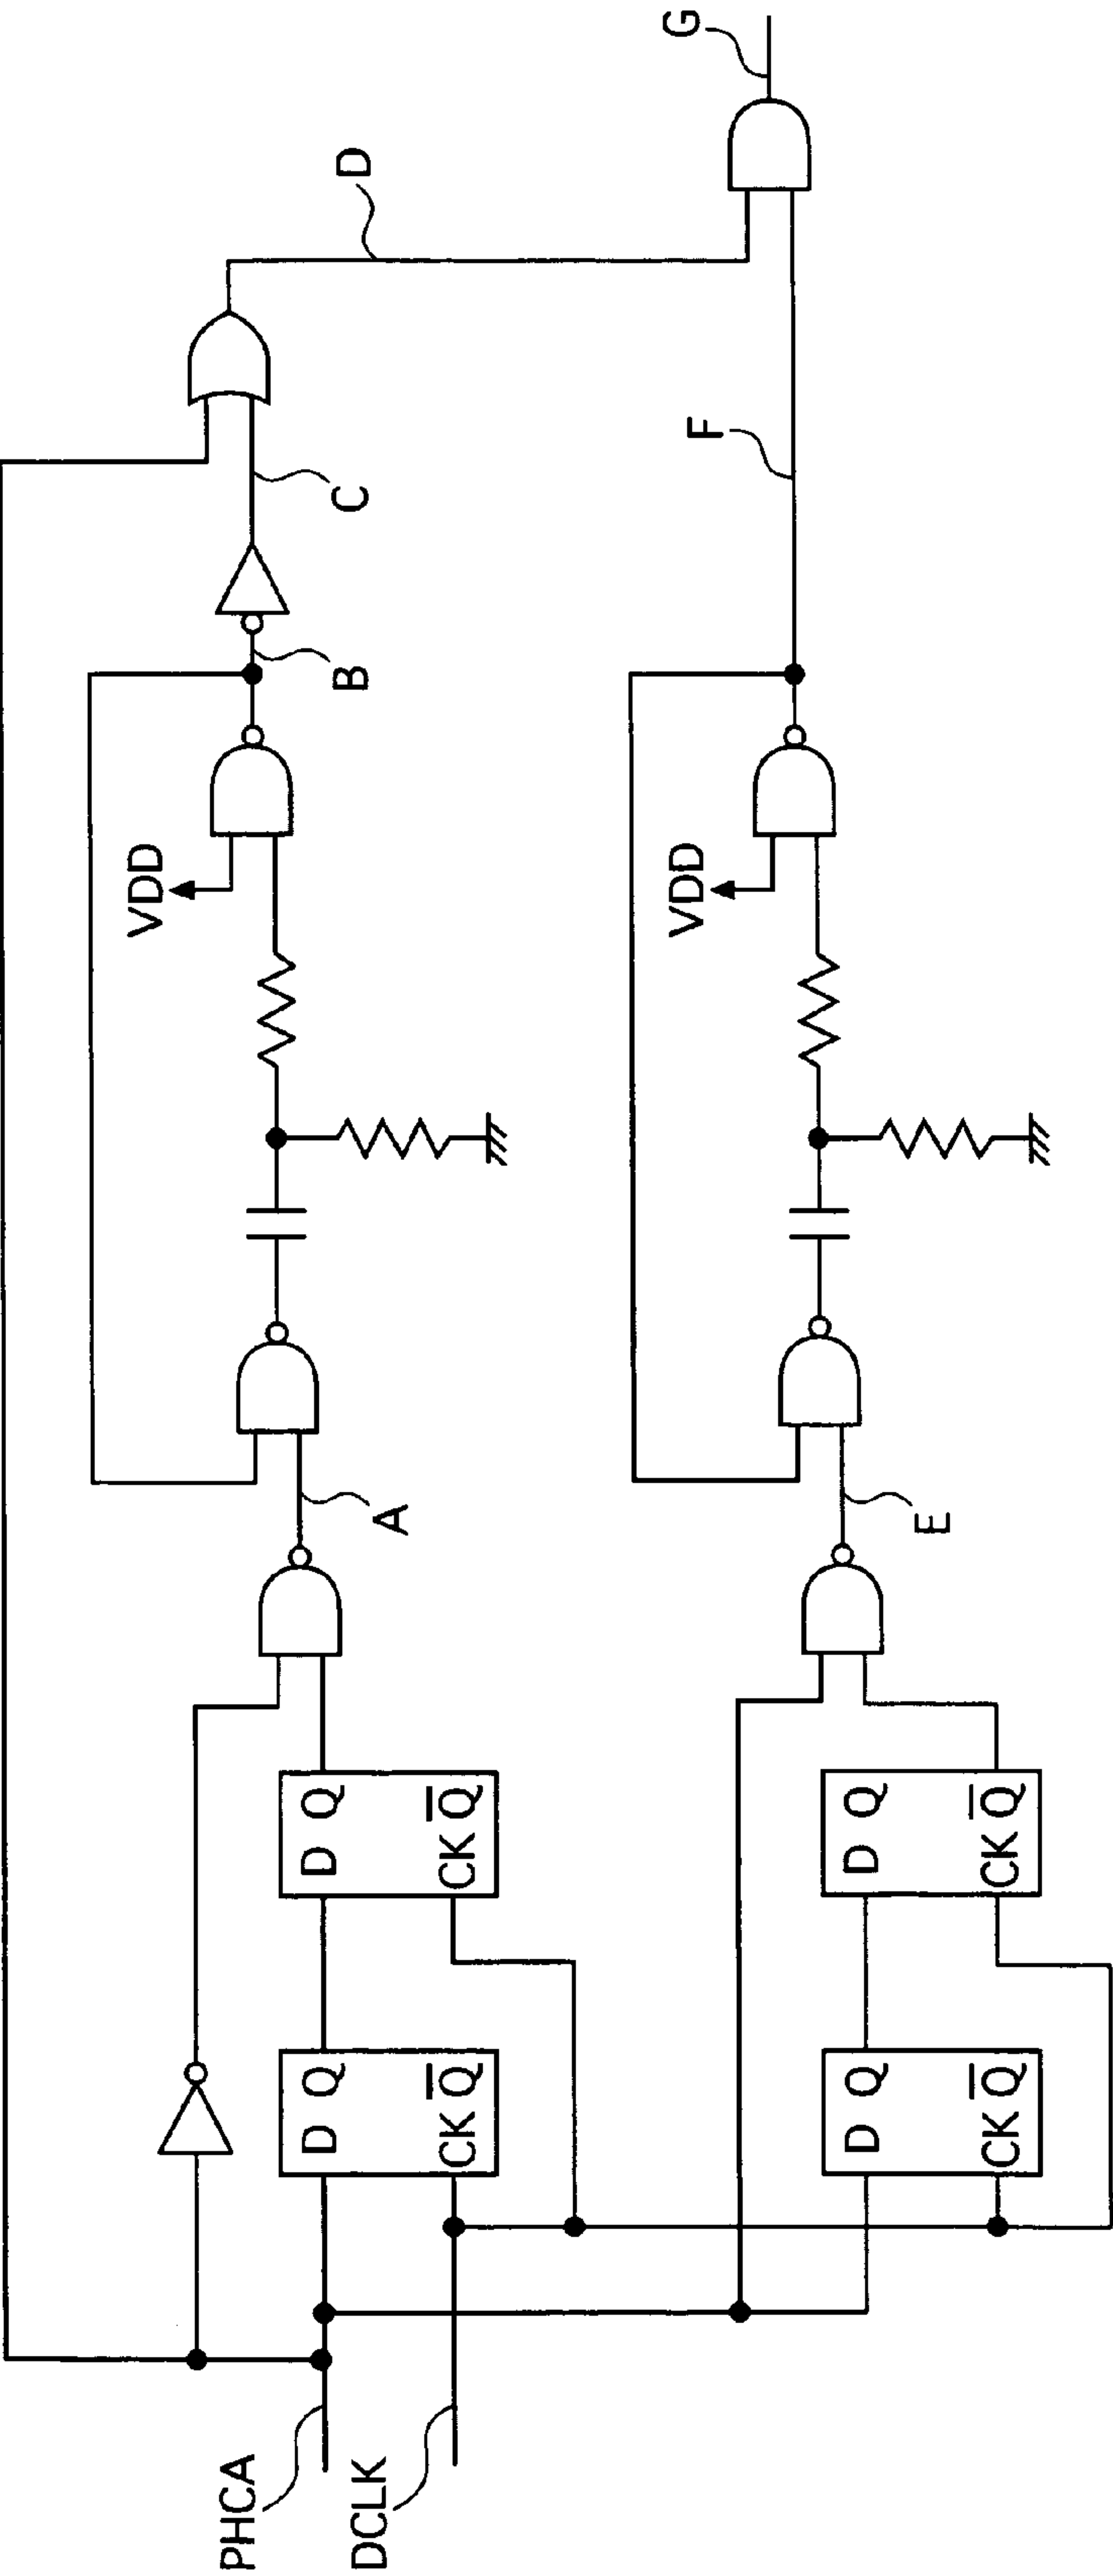 PHCA
DCLK
D Q
CK Q̅
D Q
CK Q̅
A
VDD
B
C
D
D Q
CK Q̅
D Q
CK Q̅
E
VDD
F
G